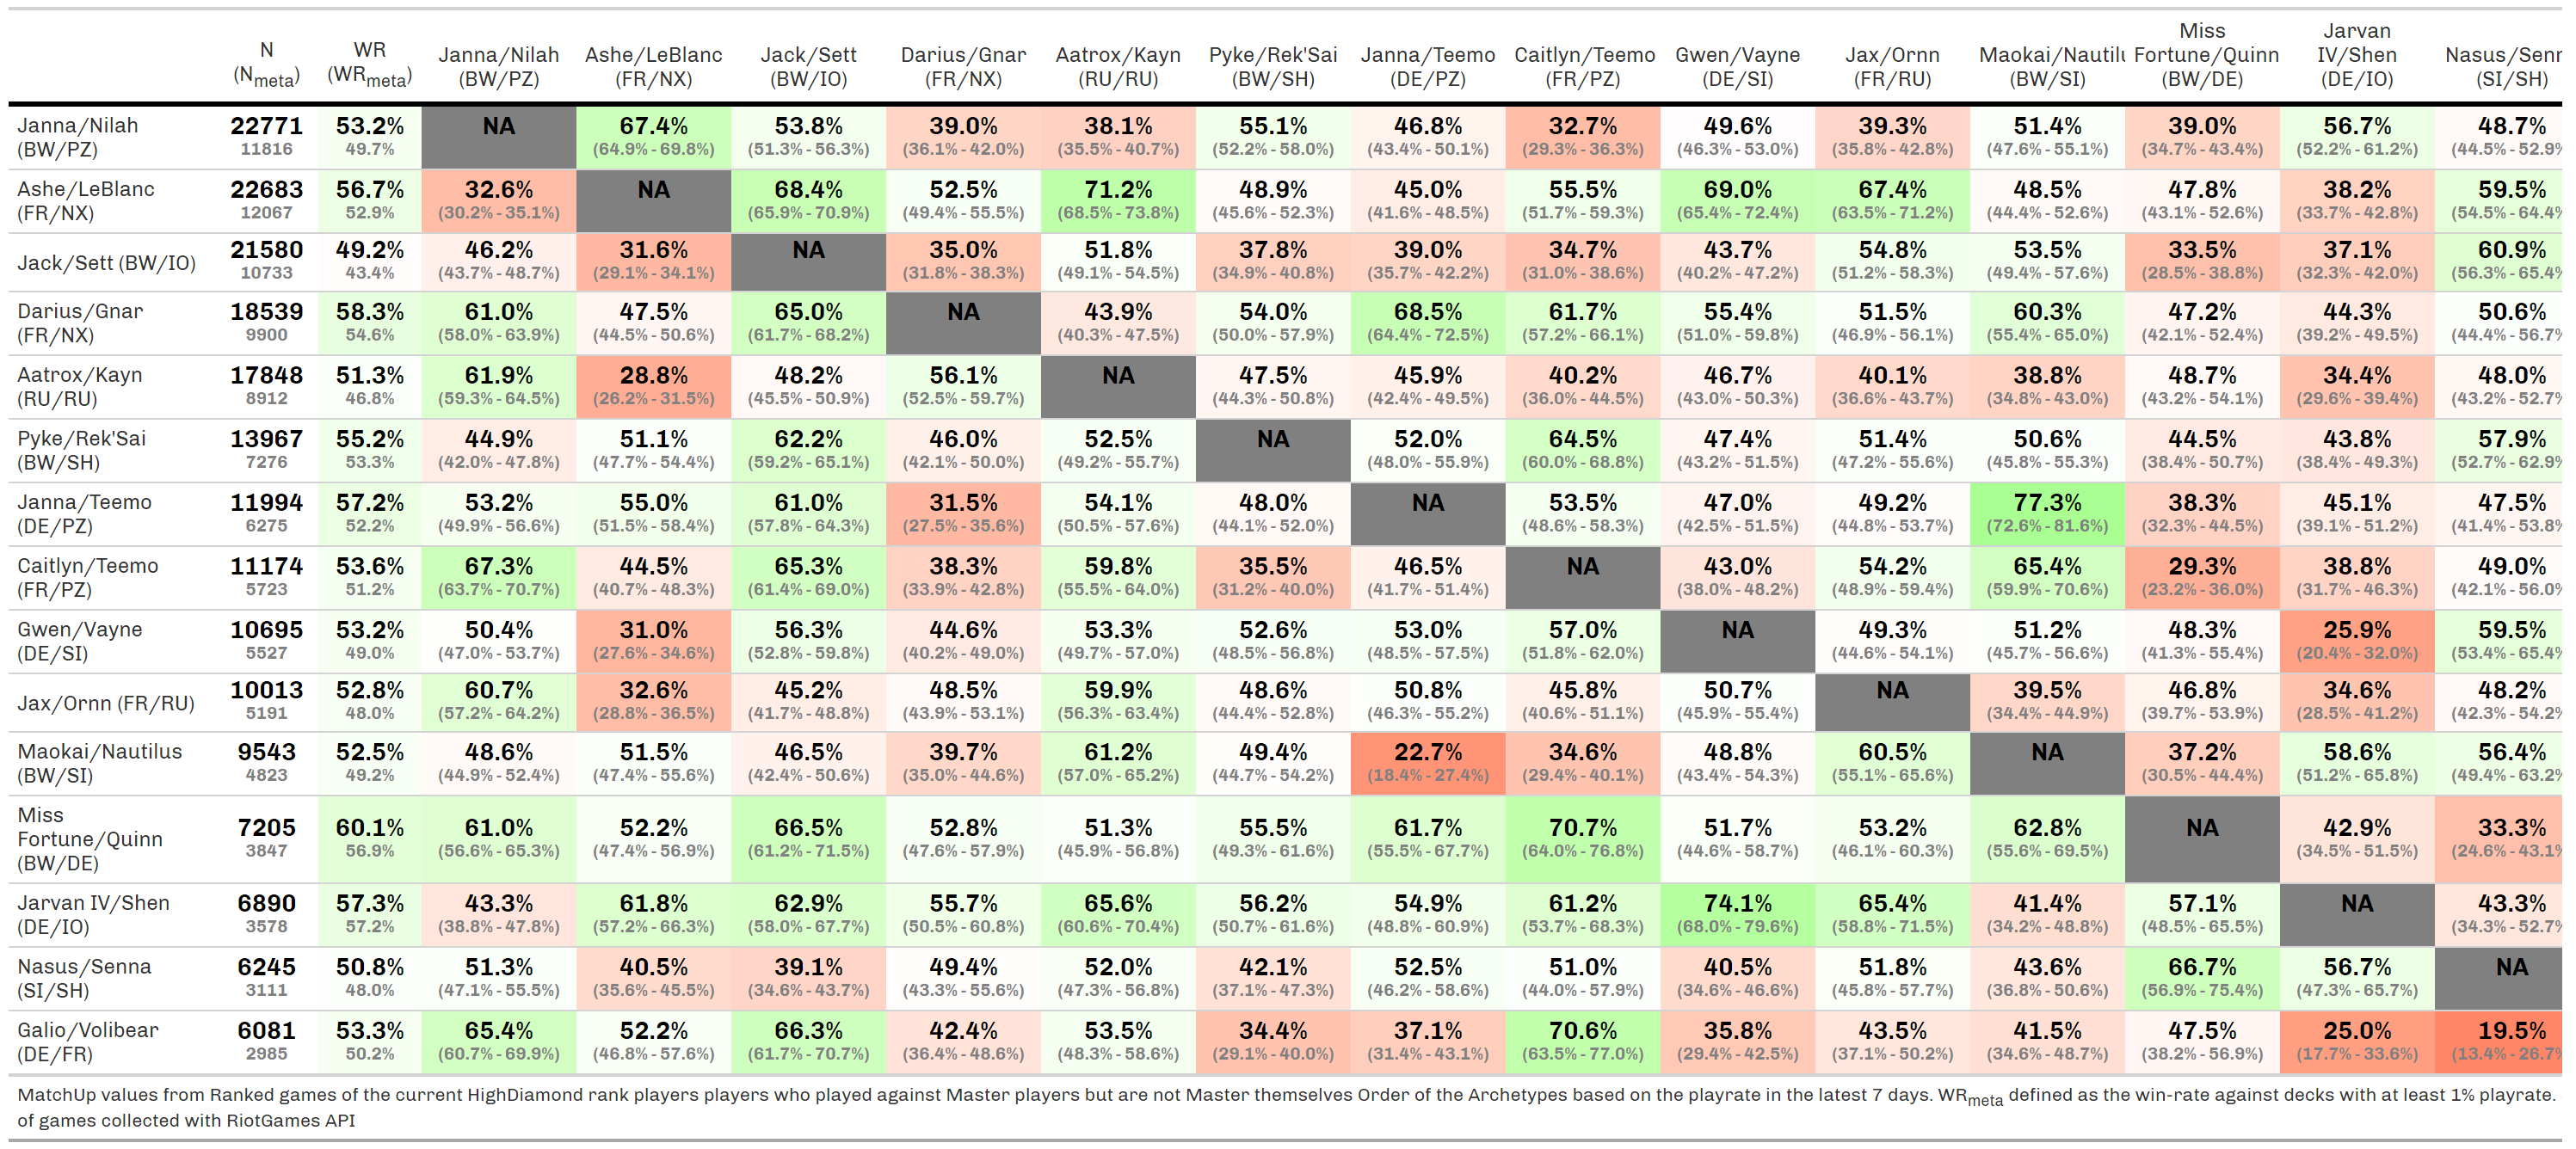 N WR Janna/Nilah Ashe/LeBlanc Jack/Sett Darius/Gnar Aatrox/Kayn Pyke/Rek'Sai Janna/Teemo Caitlyn/Teemo Gwen/Vayne Jax/Ornn Maokai/Nautilu Miss Fortune/Quinn Jarvan IV/Shen Nasus/Senn
(Nmeta) (WRmeta) (BW/PZ) (FR/NX) (BW/IO) (FR/NX) (RU/RU) (BW/SH) (DE/PZ) (FR/PZ) (DE/SI) (FR/RU) (BW/SI) (BW/DE) (DE/IO) (SI/SH)
Janna/Nilah 22771 53.2% NA 67.4% 53.8% 39.0% 38.1% 55.1% 46.8% 32.7% 49.6% 39.3% 51.4% 39.0% 56.7% 48.7%
(BW/PZ) 11816 49.7% (64.9% - 69.8%) (51.3% - 56.3%) (36.1% - 42.0%) (35.5% - 40.7%) (52.2% - 58.0%) (43.4% - 50.1%) (29.3% - 36.3%) (46.3% - 53.0%) (35.8% - 42.8%) (47.6% - 55.1%) (34.7% - 43.4%) (52.2% - 61.2%) (44.5% - 52.9%
Ashe/LeBlanc 22683 56.7% 32.6% NA 68.4% 52.5% 71.2% 48.9% 45.0% 55.5% 69.0% 67.4% 48.5% 47.8% 38.2% 59.5%
(FR/NX) 12067 52.9% (30.2% - 35.1%) (65.9% - 70.9%) (49.4% - 55.5%) (68.5% - 73.8%) (45.6% - 52.3%) (41.6% - 48.5%) (51.7% - 59.3%) (65.4% - 72.4%) (63.5% - 71.2%) (44.4% - 52.6%) (43.1% - 52.6%) (33.7% - 42.8%) (54.5% - 64.4%
Jack/Sett (BW/IO) 21580 49.2% 46.2% 31.6% NA 35.0% 51.8% 37.8% 39.0% 34.7% 43.7% 54.8% 53.5% 33.5% 37.1% 60.9%
10733 43.4% (43.7% - 48.7%) (29.1% - 34.1%) (31.8% - 38.3%) (49.1% - 54.5%) (34.9% - 40.8%) (35.7% - 42.2%) (31.0% - 38.6%) (40.2% - 47.2%) (51.2% - 58.3%) (49.4% - 57.6%) (28.5% - 38.8%) (32.3% - 42.0%) (56.3% - 65.4%
Darius/Gnar 18539 58.3% 61.0% 47.5% 65.0% NA 43.9% 54.0% 68.5% 61.7% 55.4% 51.5% 60.3% 47.2% 44.3% 50.6%
(FR/NX) 9900 54.6% (58.0% - 63.9%) (44.5% - 50.6%) (61.7% - 68.2%) (40.3% - 47.5%) (50.0% - 57.9%) (64.4% - 72.5%) (57.2% - 66.1%) (51.0% - 59.8%) (46.9% - 56.1%) (55.4% - 65.0%) (42.1% - 52.4%) (39.2% - 49.5%) (44.4% - 56.7%
Aatrox/Kayn 17848 51.3% 61.9% 28.8% 48.2% 56.1% NA 47.5% 45.9% 40.2% 46.7% 40.1% 38.8% 48.7% 34.4% 48.0%
(RU/RU) 8912 46.8% (59.3% - 64.5%) (26.2% - 31.5%) (45.5% - 50.9%) (52.5% - 59.7%) (44.3% - 50.8%) (42.4% - 49.5%) (36.0% - 44.5%) (43.0% - 50.3%) (36.6% - 43.7%) (34.8% - 43.0%) (43.2% - 54.1%) (29.6% - 39.4%) (43.2% - 52.7%
Pyke/Rek'Sai 13967 55.2% 44.9% 51.1% 62.2% 46.0% 52.5% NA 52.0% 64.5% 47.4% 51.4% 50.6% 44.5% 43.8% 57.9%
(BW/SH) 7276 53.3% (42.0% - 47.8%) (47.7% - 54.4%) (59.2% - 65.1%) (42.1% - 50.0%) (49.2% - 55.7%) (48.0% - 55.9%) (60.0% - 68.8%) (43.2% - 51.5%) (47.2% - 55.6%) (45.8% - 55.3%) (38.4% - 50.7%) (38.4% - 49.3%) (52.7% - 62.9%
Janna/Teemo 11994 57.2% 53.2% 55.0% 61.0% 31.5% 54.1% 48.0% NA 53.5% 47.0% 49.2% 77.3% 38.3% 45.1% 47.5%
(DE/PZ) 6275 52.2% (49.9% - 56.6%) (51.5% - 58.4%) (57.8% - 64.3%) (27.5% - 35.6%) (50.5% - 57.6%) (44.1% - 52.0%) (48.6% - 58.3%) (42.5% - 51.5%) (44.8% - 53.7%) (72.6% - 81.6%) (32.3% - 44.5%) (39.1% - 51.2%) (41.4% - 53.8%
Caitlyn/Teemo 11174 53.6% 67.3% 44.5% 65.3% 38.3% 59.8% 35.5% 46.5% NA 43.0% 54.2% 65.4% 29.3% 38.8% 49.0%
(FR/PZ) 5723 51.2% (63.7% - 70.7%) (40.7% - 48.3%) (61.4% - 69.0%) (33.9% - 42.8%) (55.5% - 64.0%) (31.2% - 40.0%) (41.7% - 51.4%) (38.0% - 48.2%) (48.9% - 59.4%) (59.9% - 70.6%) (23.2% - 36.0%) (31.7% - 46.3%) (42.1% - 56.0%
Gwen/Vayne 10695 53.2% 50.4% 31.0% 56.3% 44.6% 53.3% 52.6% 53.0% 57.0% NA 49.3% 51.2% 48.3% 25.9% 59.5%
(DE/SI) 5527 49.0% (47.0% - 53.7%) (27.6% - 34.6%) (52.8% - 59.8%) (40.2% - 49.0%) (49.7% - 57.0%) (48.5% - 56.8%) (48.5% - 57.5%) (51.8% - 62.0%) (44.6% - 54.1%) (45.7% - 56.6%) (41.3% - 55.4%) (20.4% - 32.0%) (53.4% - 65.4%
Jax/Ornn (FR/RU) 10013 52.8% 60.7% 32.6% 45.2% 48.5% 59.9% 48.6% 50.8% 45.8% 50.7% NA 39.5% 46.8% 34.6% 48.2%
5191 48.0% (57.2% - 64.2%) (28.8% - 36.5%) (41.7% - 48.8%) (43.9% - 53.1%) (56.3% - 63.4%) (44.4% - 52.8%) (46.3% - 55.2%) (40.6% - 51.1%) (45.9% - 55.4%) (34.4% - 44.9%) (39.7% - 53.9%) (28.5% - 41.2%) (42.3% - 54.2%
Maokai/Nautilus 9543 52.5% 48.6% 51.5% 46.5% 39.7% 61.2% 49.4% 22.7% 34.6% 48.8% 60.5% NA 37.2% 58.6% 56.4%
(BW/SI) 4823 49.2% (44.9% - 52.4%) (47.4% - 55.6%) (42.4% - 50.6%) (35.0% - 44.6%) (57.0% - 65.2%) (44.7% - 54.2%) (18.4% - 27.4%) (29.4% - 40.1%) (43.4% - 54.3%) (55.1% - 65.6%) (30.5% - 44.4%) (51.2% - 65.8%) (49.4% - 63.2%
Miss
Fortune/Quinn 7205 60.1% 61.0% 52.2% 66.5% 52.8% 51.3% 55.5% 61.7% 70.7% 51.7% 53.2% 62.8% NA 42.9% 33.3%
(BW/DE) 3847 56.9% (56.6% - 65.3%) (47.4% - 56.9%) (61.2% - 71.5%) (47.6% - 57.9%) (45.9% - 56.8%) (49.3% - 61.6%) (55.5% - 67.7%) (64.0% - 76.8%) (44.6% - 58.7%) (46.1% - 60.3%) (55.6% - 69.5%) (34.5% - 51.5%) (24.6% - 43.1%
Jarvan IV/Shen 6890 57.3% 43.3% 61.8% 62.9% 55.7% 65.6% 56.2% 54.9% 61.2% 74.1% 65.4% 41.4% 57.1% NA 43.3%
(DE/IO) 3578 57.2% (38.8% - 47.8%) (57.2% - 66.3%) (58.0% - 67.7%) (50.5% - 60.8%) (60.6% - 70.4%) (50.7% - 61.6%) (48.8% - 60.9%) (53.7% - 68.3%) (68.0% - 79.6%) (58.8% - 71.5%) (34.2% - 48.8%) (48.5% - 65.5%) (34.3% - 52.7%
Nasus/Senna 6245 50.8% 51.3% 40.5% 39.1% 49.4% 52.0% 42.1% 52.5% 51.0% 40.5% 51.8% 43.6% 66.7% 56.7% NA
(SI/SH) 3111 48.0% (47.1% - 55.5%) (35.6% - 45.5%) (34.6% - 43.7%) (43.3% - 55.6%) (47.3% - 56.8%) (37.1% - 47.3%) (46.2% - 58.6%) (44.0% - 57.9%) (34.6% - 46.6%) (45.8% - 57.7%) (36.8% - 50.6%) (56.9% - 75.4%) (47.3% - 65.7%)
Galio/Volibear 6081 53.3% 65.4% 52.2% 66.3% 42.4% 53.5% 34.4% 37.1% 70.6% 35.8% 43.5% 41.5% 47.5% 25.0% 19.5%
(DE/FR) 2985 50.2% (60.7% - 69.9%) (46.8% - 57.6%) (61.7% - 70.7%) (36.4% - 48.6%) (48.3% - 58.6%) (29.1% - 40.0%) (31.4% - 43.1%) (63.5% - 77.0%) (29.4% - 42.5%) (37.1% - 50.2%) (34.6% - 48.7%) (38.2% - 56.9%) (17.7% - 33.6%) (13.4% - 26.7%
MatchUp values from Ranked games of the current HighDiamond rank players players who played against Master players but are not Master themselves Order of the Archetypes based on the playrate in the latest 7 days. WRmeta defined as the win-rate against decks with at least 1% playrate.
of games collected with RiotGames API